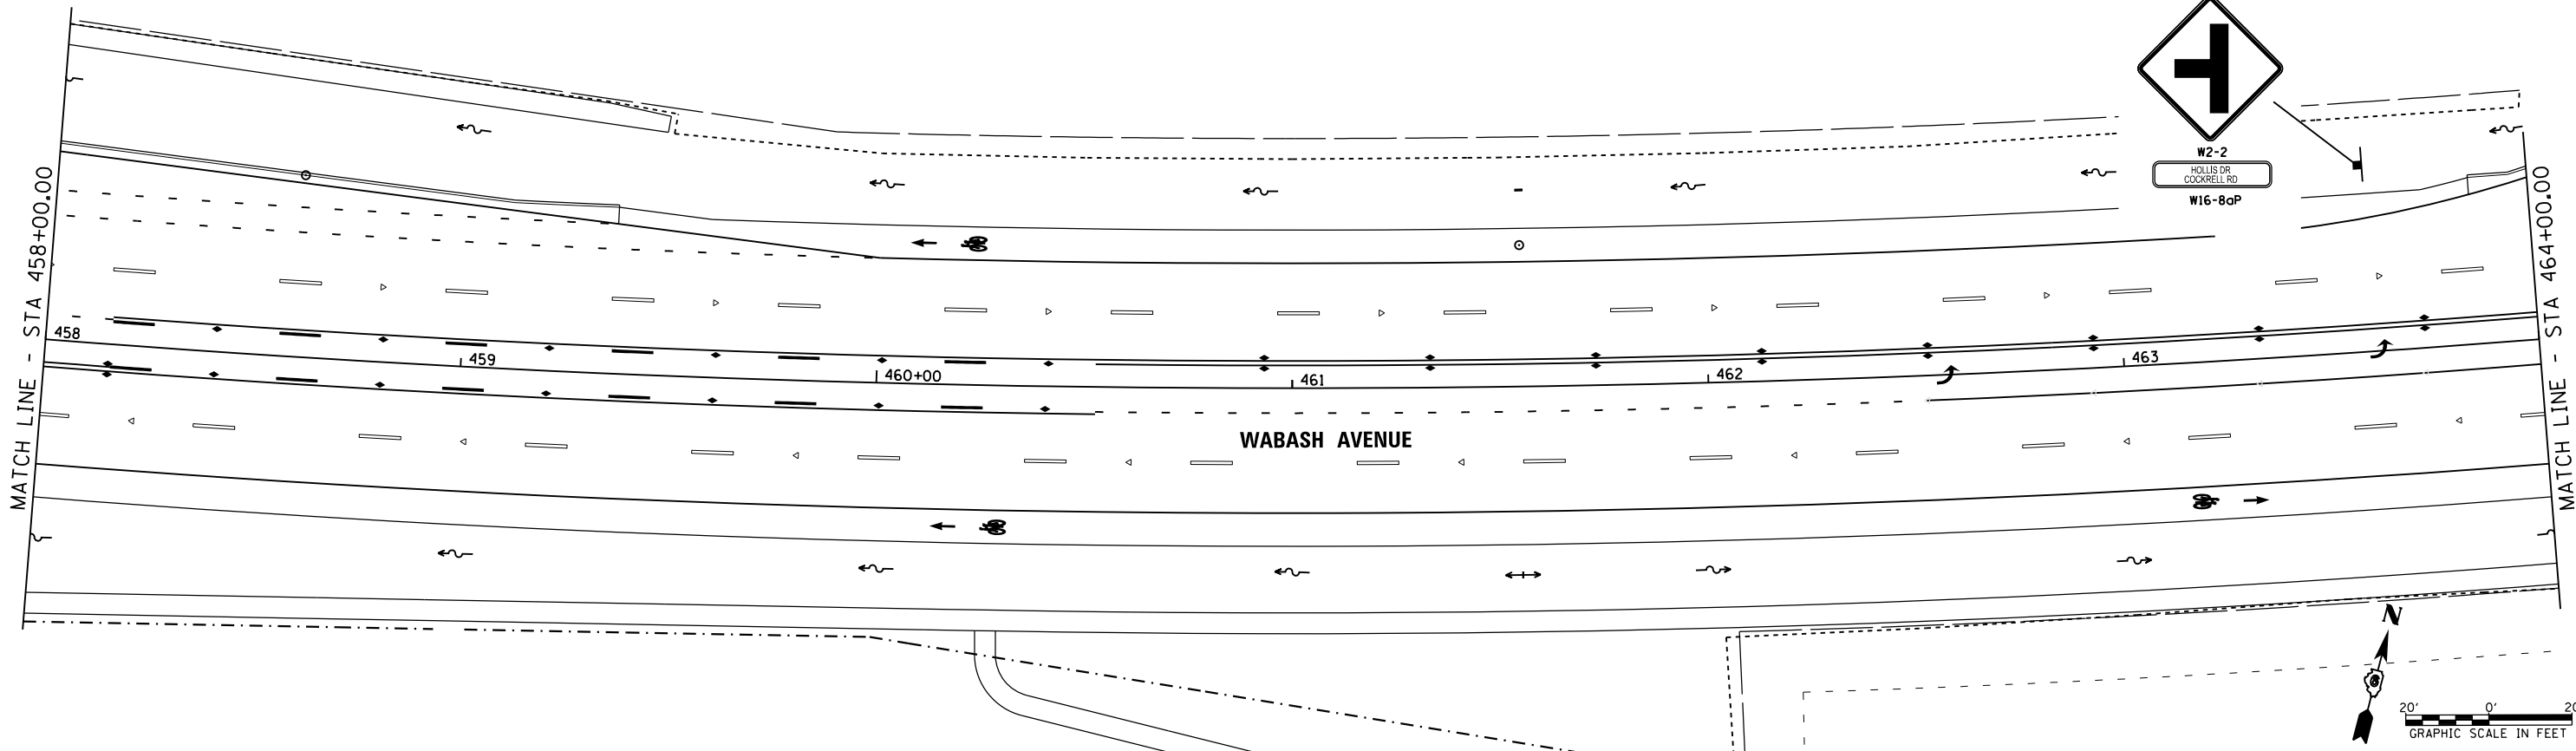 MATCH LINE - STA 458+00.00
W2-2
HOLLIS DR
COCKRELL RD
W16-8aP
MATCH LINE - STA 464+00.00
458
459
460+00
461
462
463
WABASH AVENUE
N
20' 0' 20
GRAPHIC SCALE IN FEET